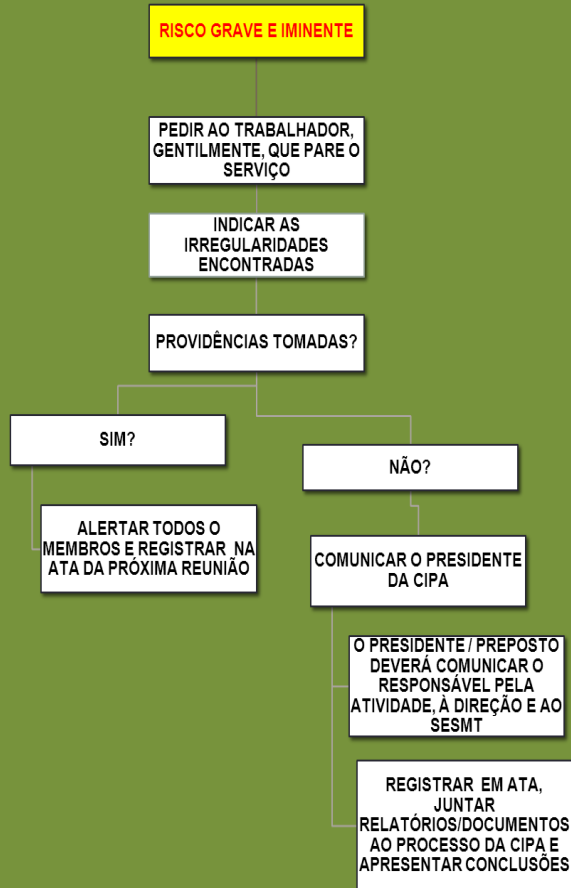 RISCO GRAVE E IMINENTE
PEDIR AO TRABALHADOR,
GENTILMENTE, QUE PARE O
SERVIÇO
INDICAR AS
IRREGULARIDADES
ENCONTRADAS
PROVIDÊNCIAS TOMADAS?
SIM?
ALERTAR TODOS O
MEMBROS E REGISTRAR NA
ATA DA PRÓXIMA REUNIÃO
NÃO?
COMUNICAR O PRESIDENTE
DA CIPA
O PRESIDENTE / PREPOSTO
DEVERÁ COMUNICAR O
RESPONSÁVEL PELA
ATIVIDADE, À DIREÇÃO E AO
SESMT
REGISTRAR EM ATA,
JUNTAR
RELATÓRIOS/DOCUMENTOS
AO PROCESSO DA CIPA E
APRESENTAR CONCLUSÕES